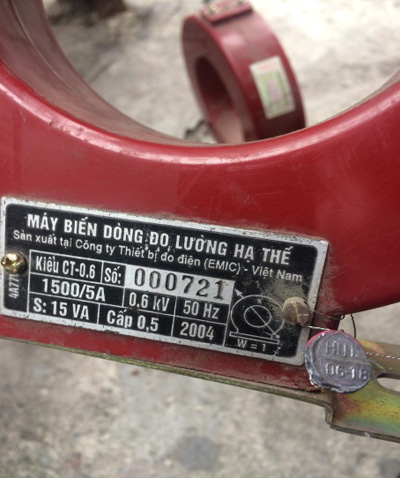 MÁY BIẾN DÒNG ĐO LƯỜNG HẠ THẾ
Sản xuất tại Công ty Thiết bị đo điện (EMIC) - Việt Nam
Kiểu CT-0.6 Số: 000721
1500/5A 0.6 kV 50 Hz
S: 15 VA Cấp 0,5 2004
W = 1
06-18